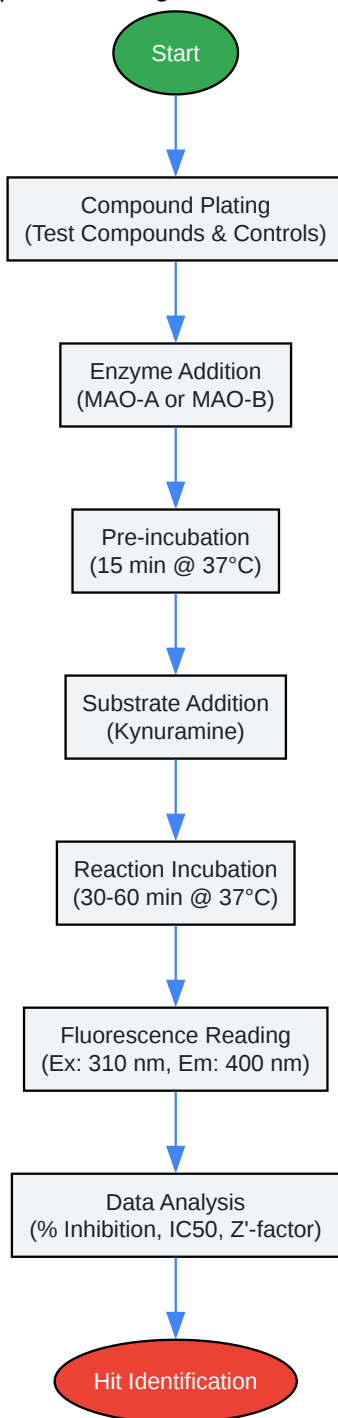 Start
Compound Plating
(Test Compounds & Controls)
Enzyme Addition
(MAO-A or MAO-B)
Pre-incubation
(15 min @ 37°C)
Substrate Addition
(Kynuramine)
Reaction Incubation
(30-60 min @ 37°C)
Fluorescence Reading
(Ex: 310 nm, Em: 400 nm)
Data Analysis
(% Inhibition, IC50, Z'-factor)
Hit Identification